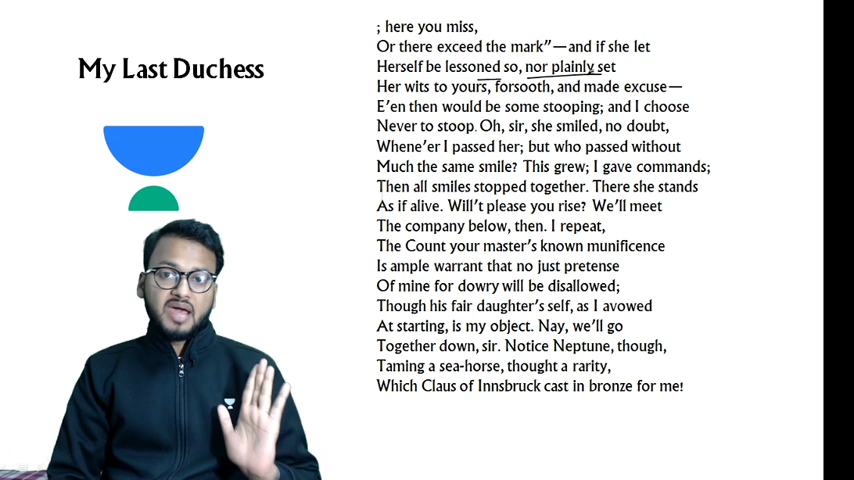 My Last Duchess
; here you miss,
Or there exceed the mark”—and if she let
Herself be lessoned so, nor plainly set
Her wits to yours, forsooth, and made excuse—
E’en then would be some stooping; and I choose
Never to stoop. Oh, sir, she smiled, no doubt,
Whene’er I passed her; but who passed without
Much the same smile? This grew; I gave commands;
Then all smiles stopped together. There she stands
As if alive. Will’t please you rise? We’ll meet
The company below, then. I repeat,
The Count your master’s known munificence
Is ample warrant that no just pretense
Of mine for dowry will be disallowed;
Though his fair daughter’s self, as I avowed
At starting, is my object. Nay, we’ll go
Together down, sir. Notice Neptune, though,
Taming a sea-horse, thought a rarity,
Which Claus of Innsbruck cast in bronze for me!